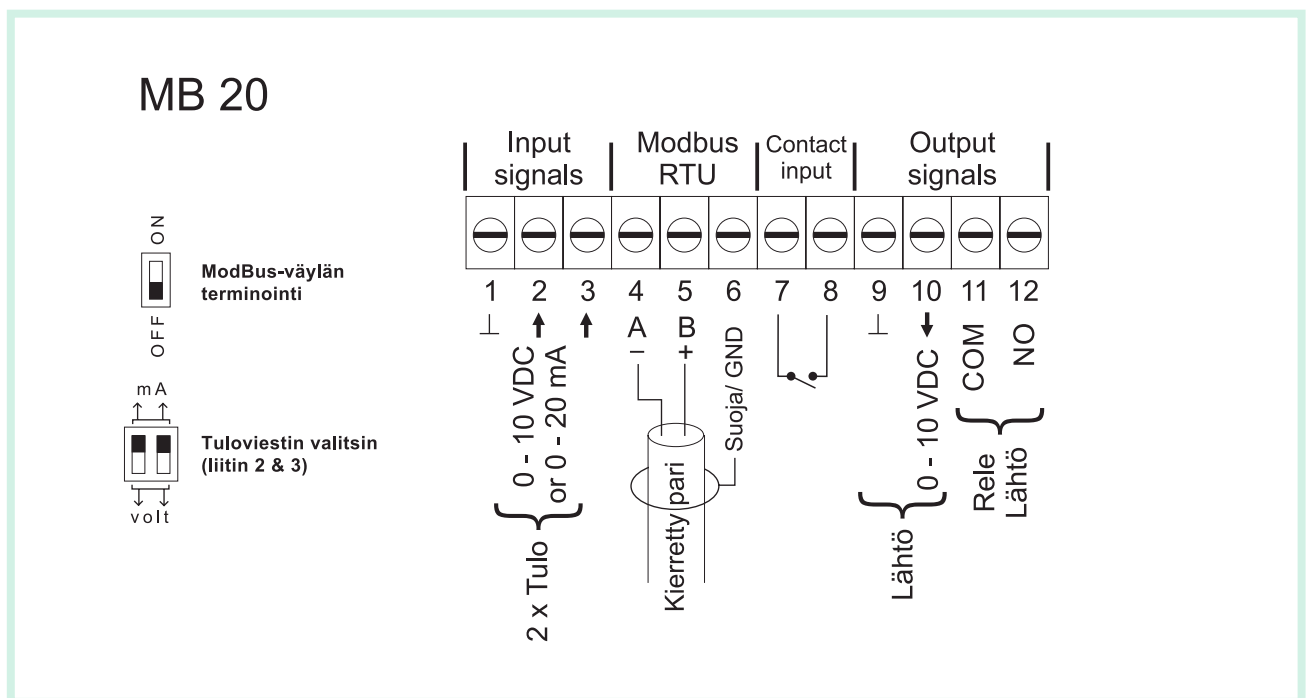 MB 20
Input
signals
Modbus
RTU
Contact
input
Output
signals
ON
OFF
ModBus-väylän
terminointi
mA
volt
Tuloviestin valitsin
(liitin 2 & 3)
1 2 3 4 5 6 7 8 9 10 11 12
A
–
B
+
0 - 10 VDC
or 0 - 20 mA
2 x Tulo
Kierretty pari
Suoja/ GND
0 - 10 VDC
Lähtö
COM
NO
Rele
Lähtö